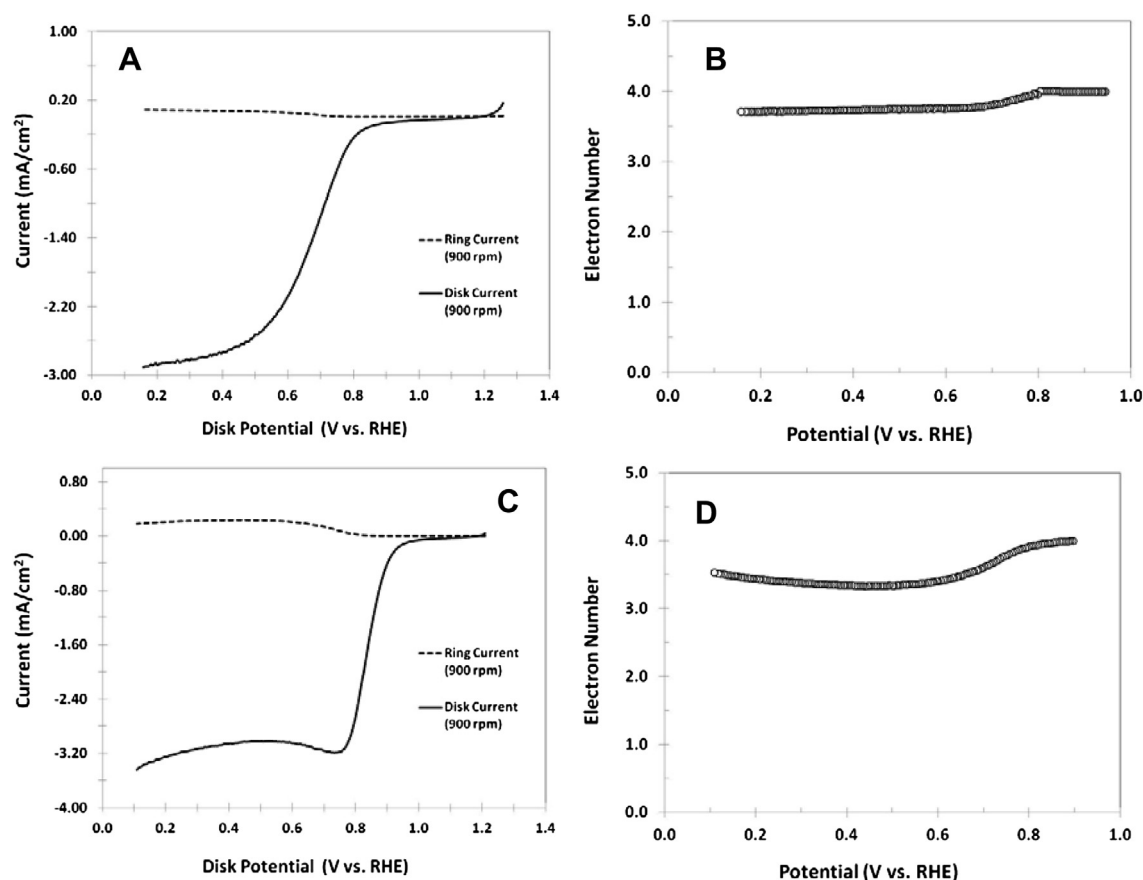 A
Current (mA/cm²)
1.00
0.20
-0.60
-1.40
-2.20
-3.00
Ring Current
(900 rpm)
Disk Current
(900 rpm)
0.0 0.2 0.4 0.6 0.8 1.0 1.2 1.4
Disk Potential (V vs. RHE)
B
Electron Number
5.0
4.0
3.0
2.0
1.0
0.0
0.0 0.2 0.4 0.6 0.8 1.0
Potential (V vs. RHE)
C
Current (mA/cm²)
0.80
0.00
-0.80
-1.60
-2.40
-3.20
-4.00
Ring Current
(900 rpm)
Disk Current
(900 rpm)
0.0 0.2 0.4 0.6 0.8 1.0 1.2 1.4
Disk Potential (V vs. RHE)
D
Electron Number
5.0
4.0
3.0
2.0
1.0
0.0
0.0 0.2 0.4 0.6 0.8 1.0
Potential (V vs. RHE)